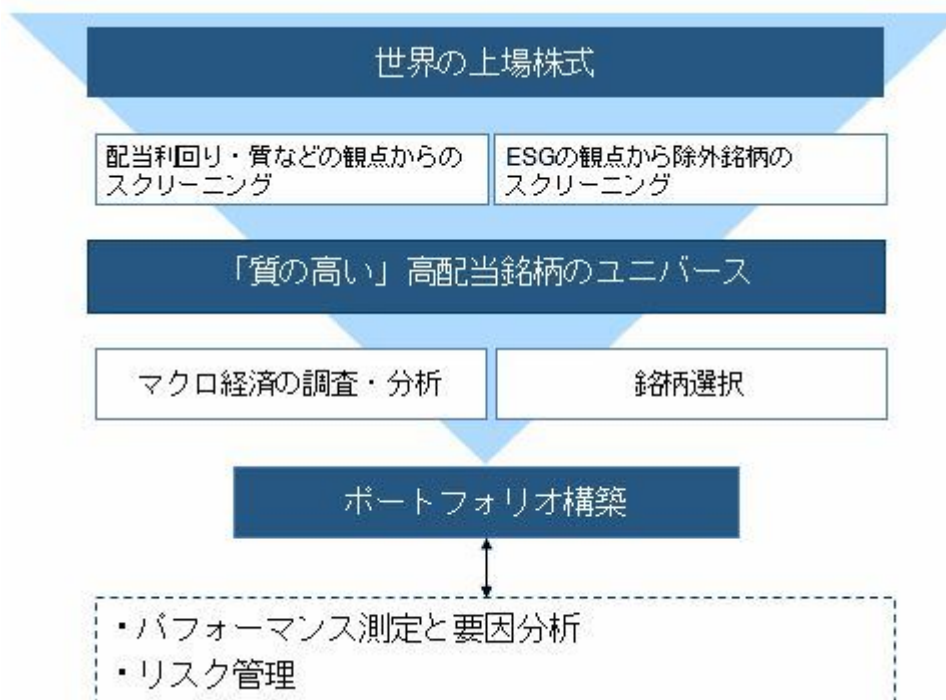 世界の上場株式
配当利回り・質などの観点からの
スクリーニング
ESGの観点から除外銘柄の
スクリーニング
「質の高い」高配当銘柄のユニバース
マクロ経済の調査・分析
銘柄選択
ポートフォリオ構築
・パフォーマンス測定と要因分析
・リスク管理